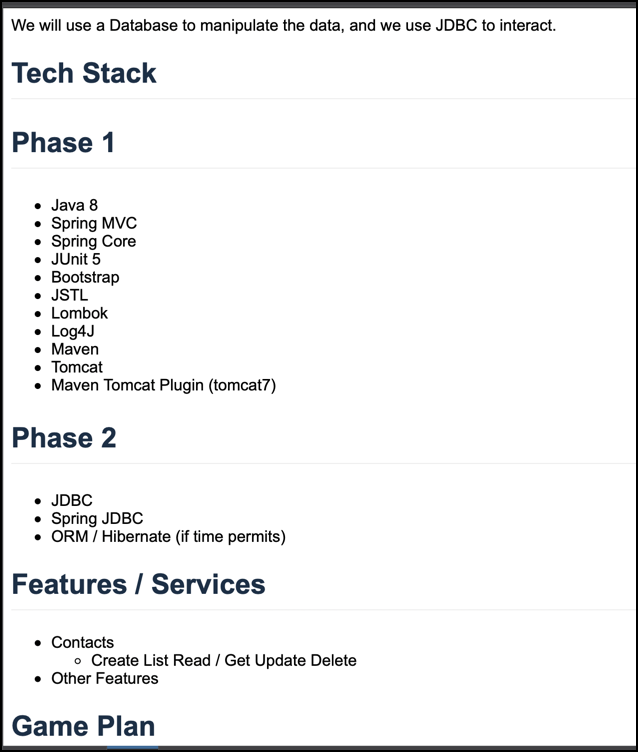 We will use a Database to manipulate the data, and we use JDBC to interact.
Tech Stack
Phase 1
Java 8
Spring MVC
Spring Core
JUnit 5
Bootstrap
JSTL
Lombok
Log4J
Maven
Tomcat
Maven Tomcat Plugin (tomcat7)
Phase 2
JDBC
Spring JDBC
ORM / Hibernate (if time permits)
Features / Services
Contacts
Create List Read / Get Update Delete
Other Features
Game Plan